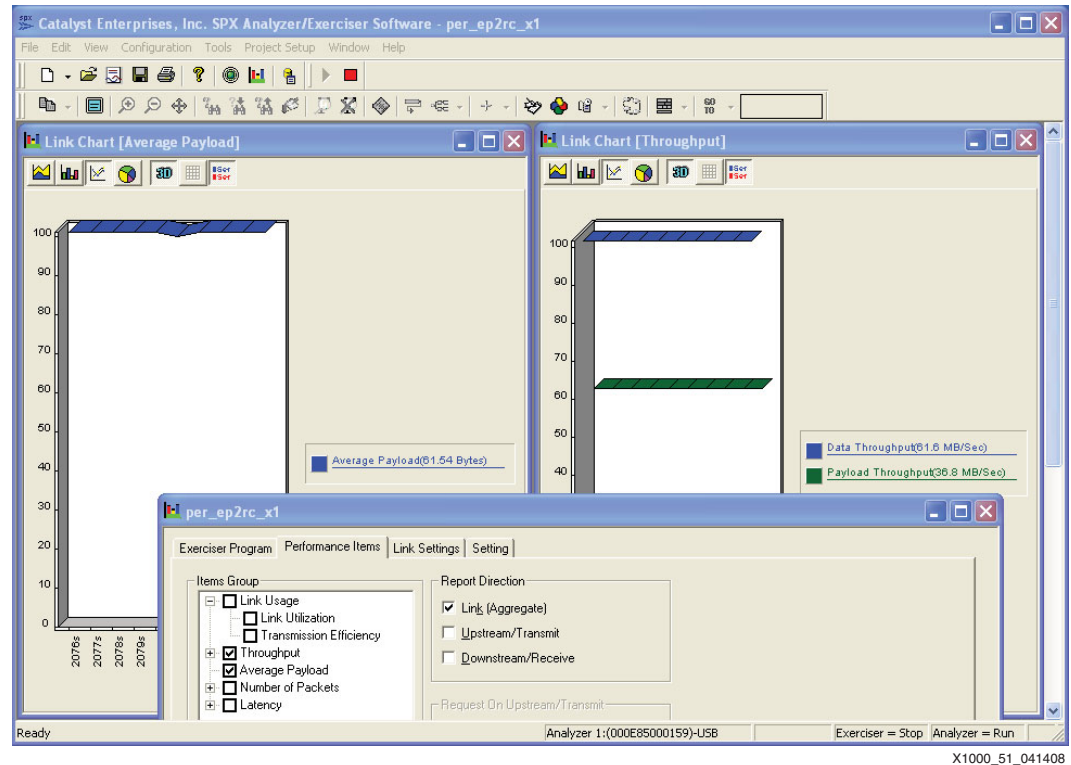 Catalyst Enterprises, Inc. SPX Analyzer/Exerciser Software - per_ep2rc_x1
File Edit View Configuration Tools Project Setup Window Help
GO TO
Link Chart [Average Payload]
3D
100
90
80
70
60
50
40
30
20
10
0
2076s
2077s
2078s
2079s
Average Payload(61.54 Bytes)
Link Chart [Throughput]
3D
100
90
80
70
60
50
40
Data Throughput(61.6 MB/Sec)
Payload Throughput(36.8 MB/Sec)
per_ep2rc_x1
Exerciser Program Performance Items Link Settings Setting
Items Group
Link Usage
Link Utilization
Transmission Efficiency
Throughput
Average Payload
Number of Packets
Latency
Report Direction
Link (Aggregate)
Upstream/Transmit
Downstream/Receive
Request On Upstream/Transmit
Ready
Analyzer 1:(000E85000159)-USB
Exerciser = Stop
Analyzer = Run
X1000_51_041408